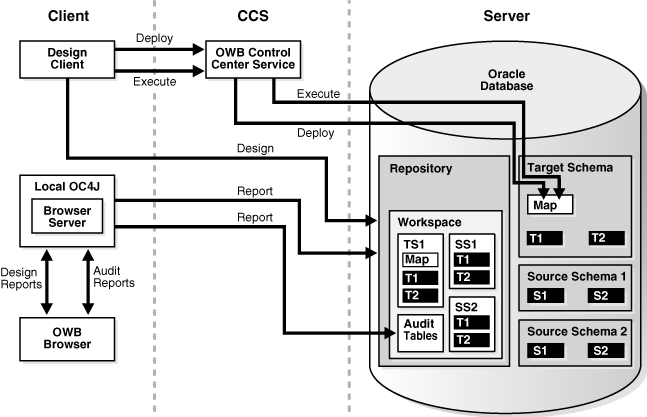 Client
CCS
Server
Design
Client
Deploy
Execute
OWB Control
Center Service
Oracle
Database
Execute
Deploy
Design
Local OC4J
Browser
Server
Report
Report
Design
Reports
Audit
Reports
OWB
Browser
Repository
Workspace
TS1
Map
T1
T2
SS1
T1
T2
SS2
T1
T2
Audit
Tables
Target Schema
Map
T1
T2
Source Schema 1
S1
S2
Source Schema 2
S1
S2